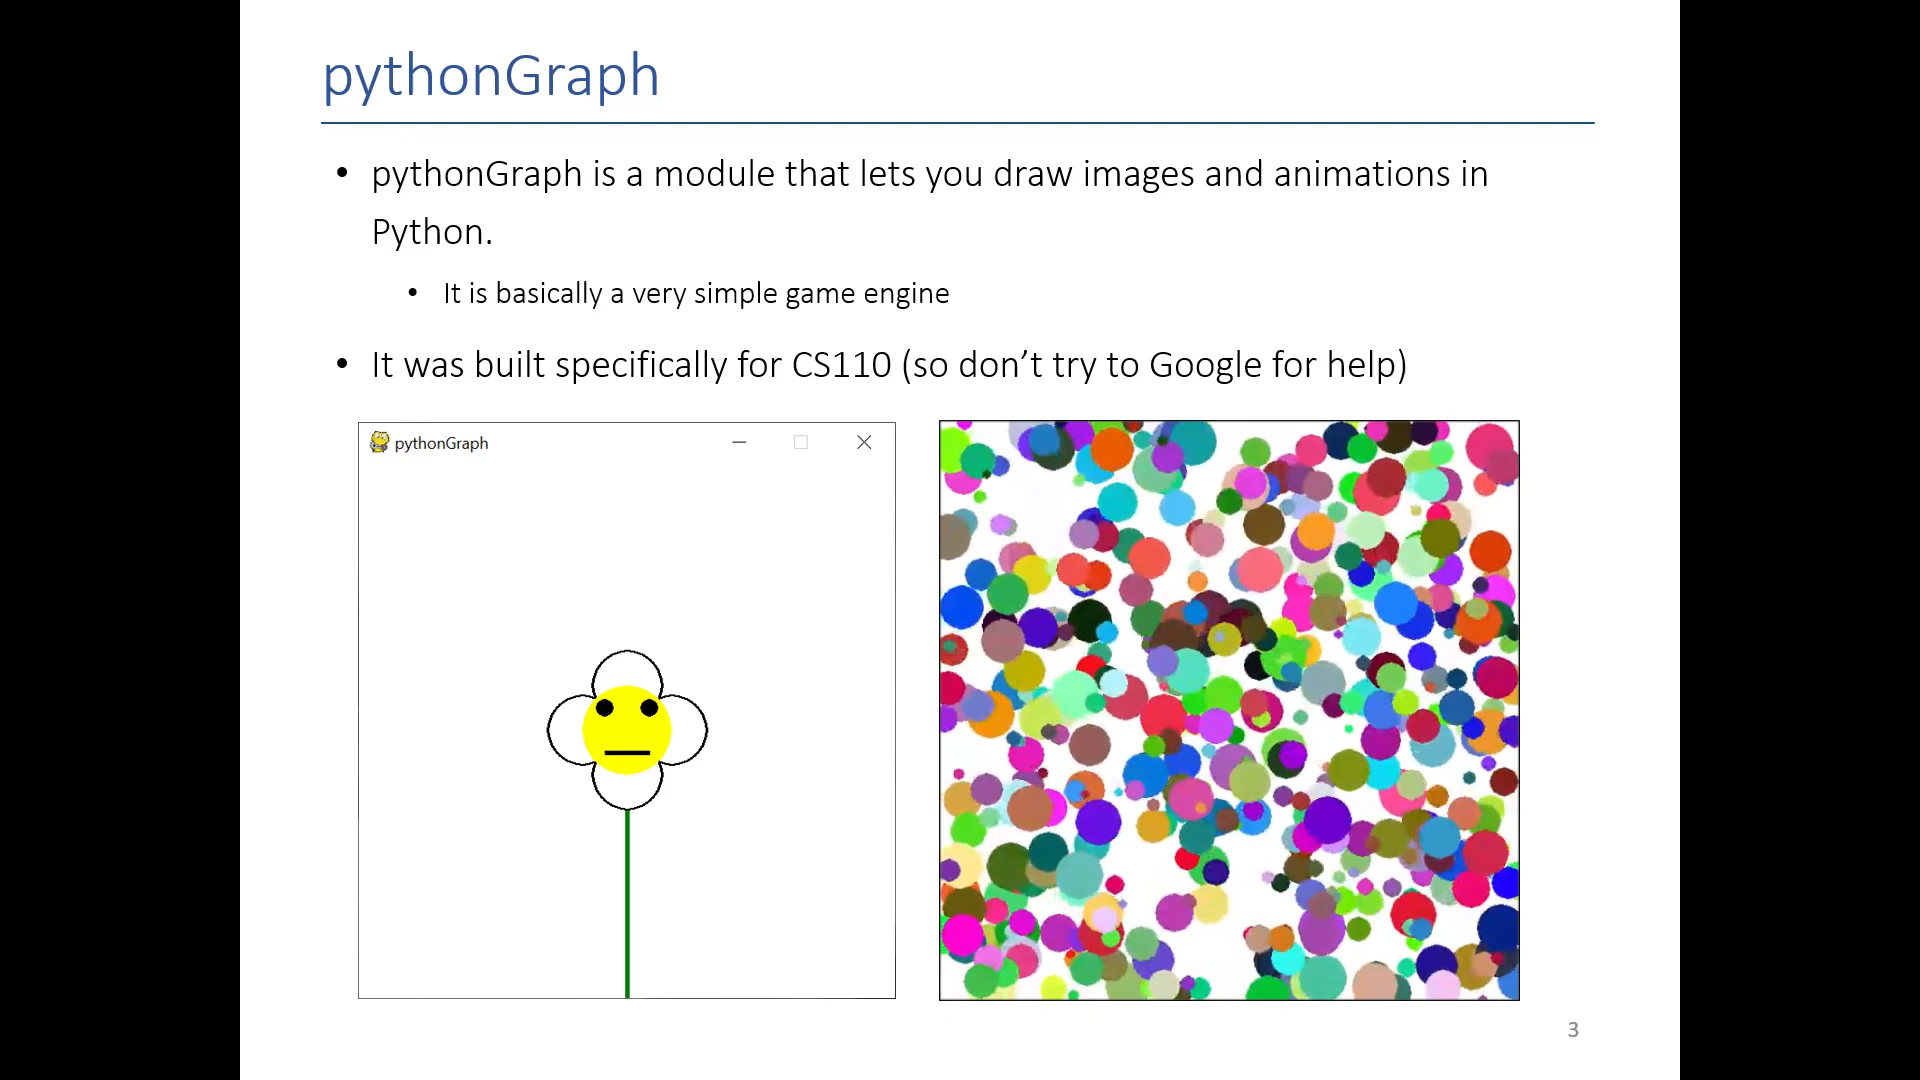 pythonGraph
• pythonGraph is a module that lets you draw images and animations in
Python.
• It is basically a very simple game engine
• It was built specifically for CS110 (so don’t try to Google for help)
pythonGraph
3